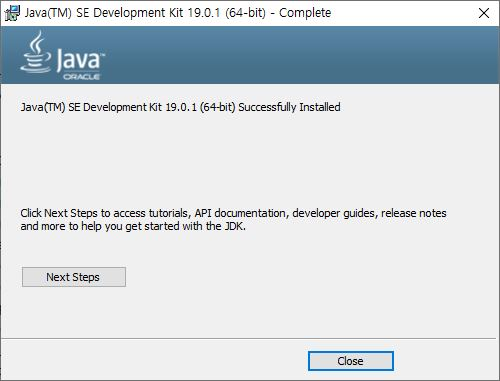 Java(TM) SE Development Kit 19.0.1 (64-bit) - Complete
Java™
ORACLE
Java(TM) SE Development Kit 19.0.1 (64-bit) Successfully Installed
Click Next Steps to access tutorials, API documentation, developer guides, release notes
and more to help you get started with the JDK.
Next Steps
Close